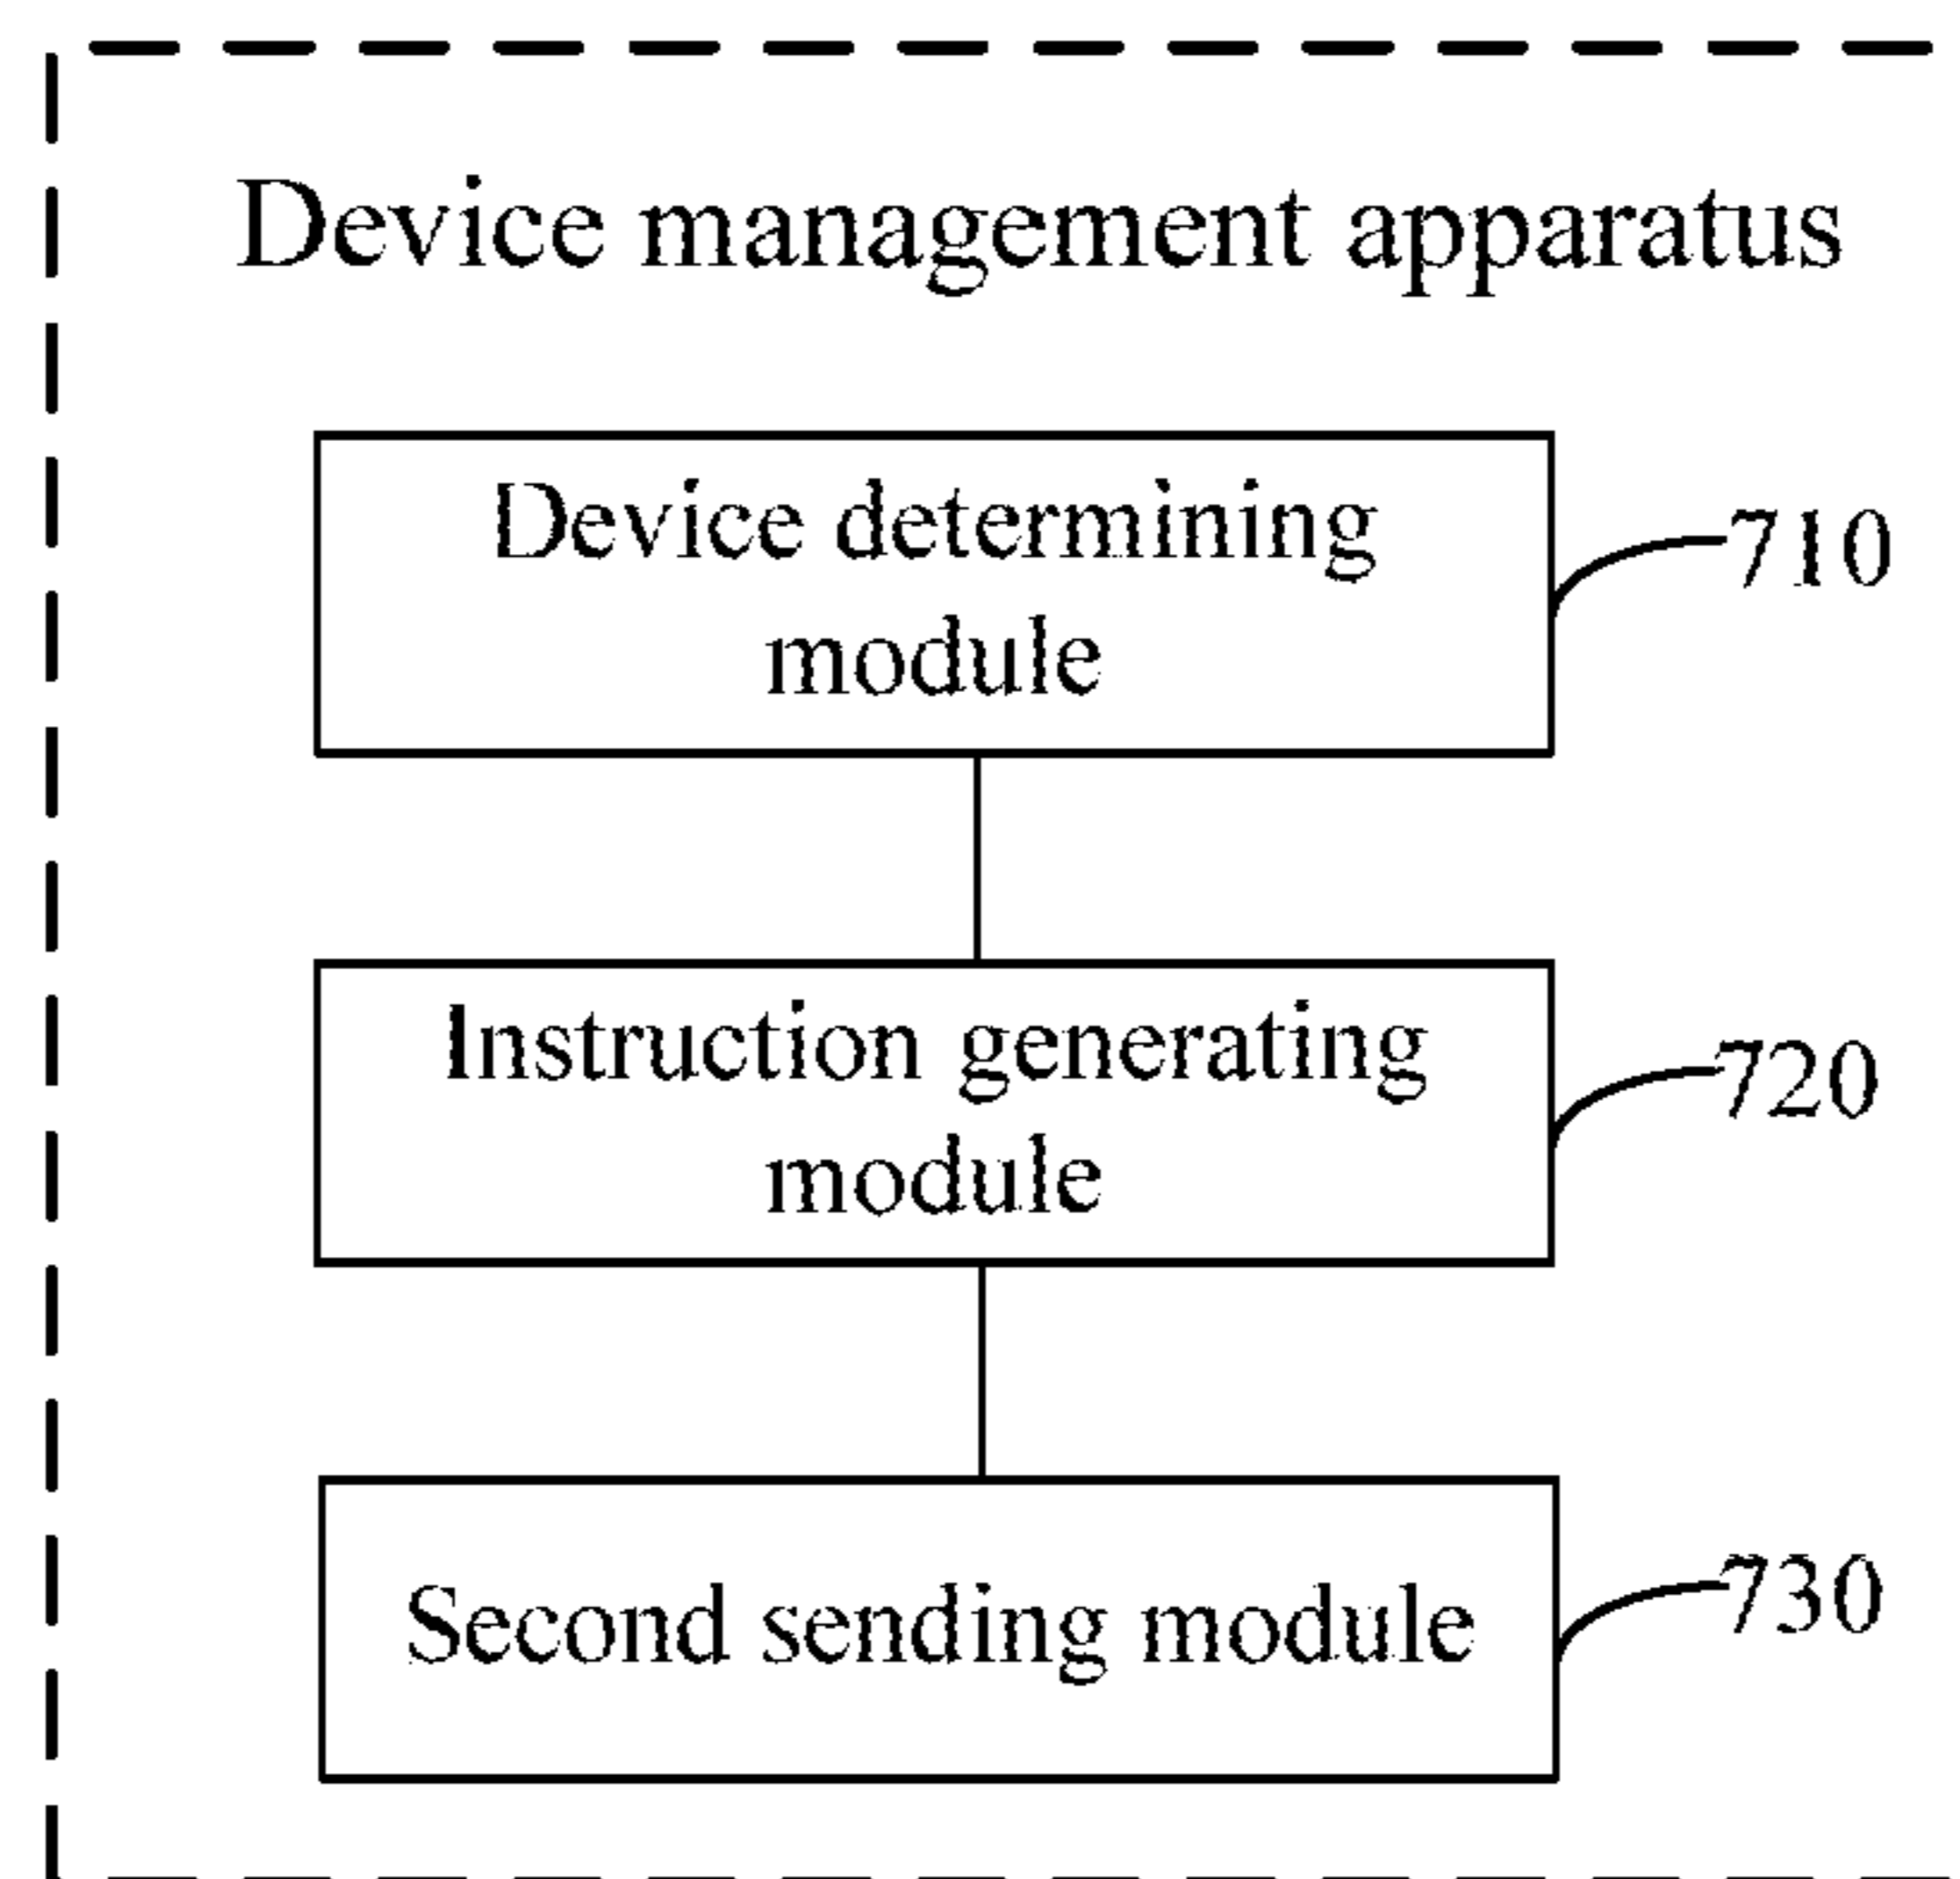 Device management apparatus
Device determining
module
710
Instruction generating
module
720
Second sending module
730